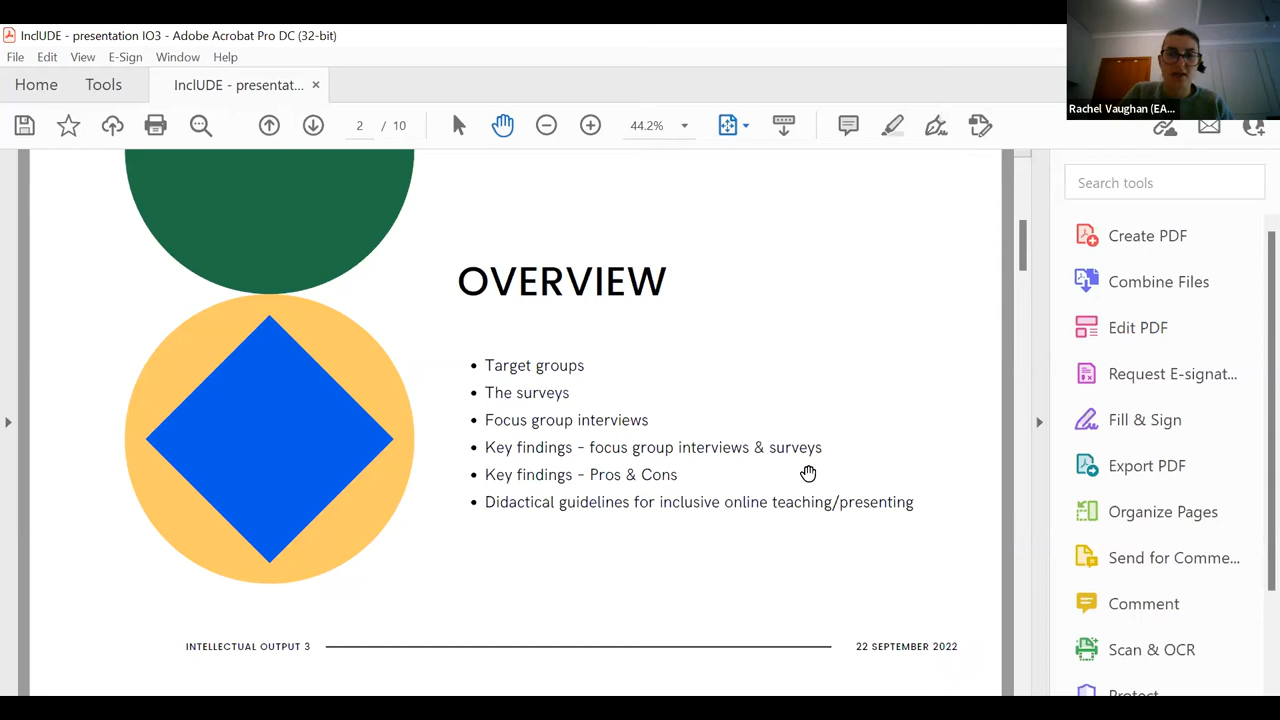 InclUDE - presentation IO3 - Adobe Acrobat Pro DC (32-bit)
File Edit View E-Sign Window Help
Home Tools InclUDE - presentat... ×
2 / 10 44.2%
Rachel Vaughan (EA...
Search tools
Create PDF
Combine Files
Edit PDF
Request E-signat...
Fill & Sign
Export PDF
Organize Pages
Send for Comme...
Comment
Scan & OCR
Protect
OVERVIEW
• Target groups
• The surveys
• Focus group interviews
• Key findings - focus group interviews & surveys
• Key findings - Pros & Cons
• Didactical guidelines for inclusive online teaching/presenting
INTELLECTUAL OUTPUT 3
22 SEPTEMBER 2022